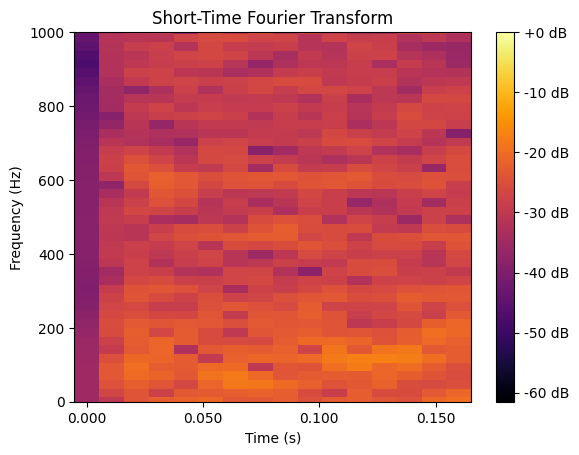 Short-Time Fourier Transform
1000
800
600
400
200
0
Frequency (Hz)
0.000
0.050
0.100
0.150
Time (s)
+0 dB
-10 dB
-20 dB
-30 dB
-40 dB
-50 dB
-60 dB